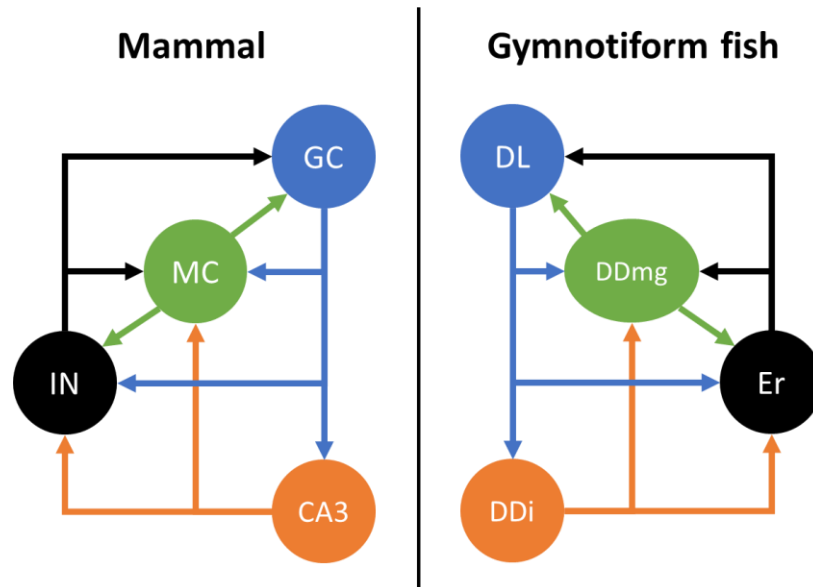 Mammal
GC
MC
IN
CA3
Gymnotiform fish
DL
DDmg
Er
DDi